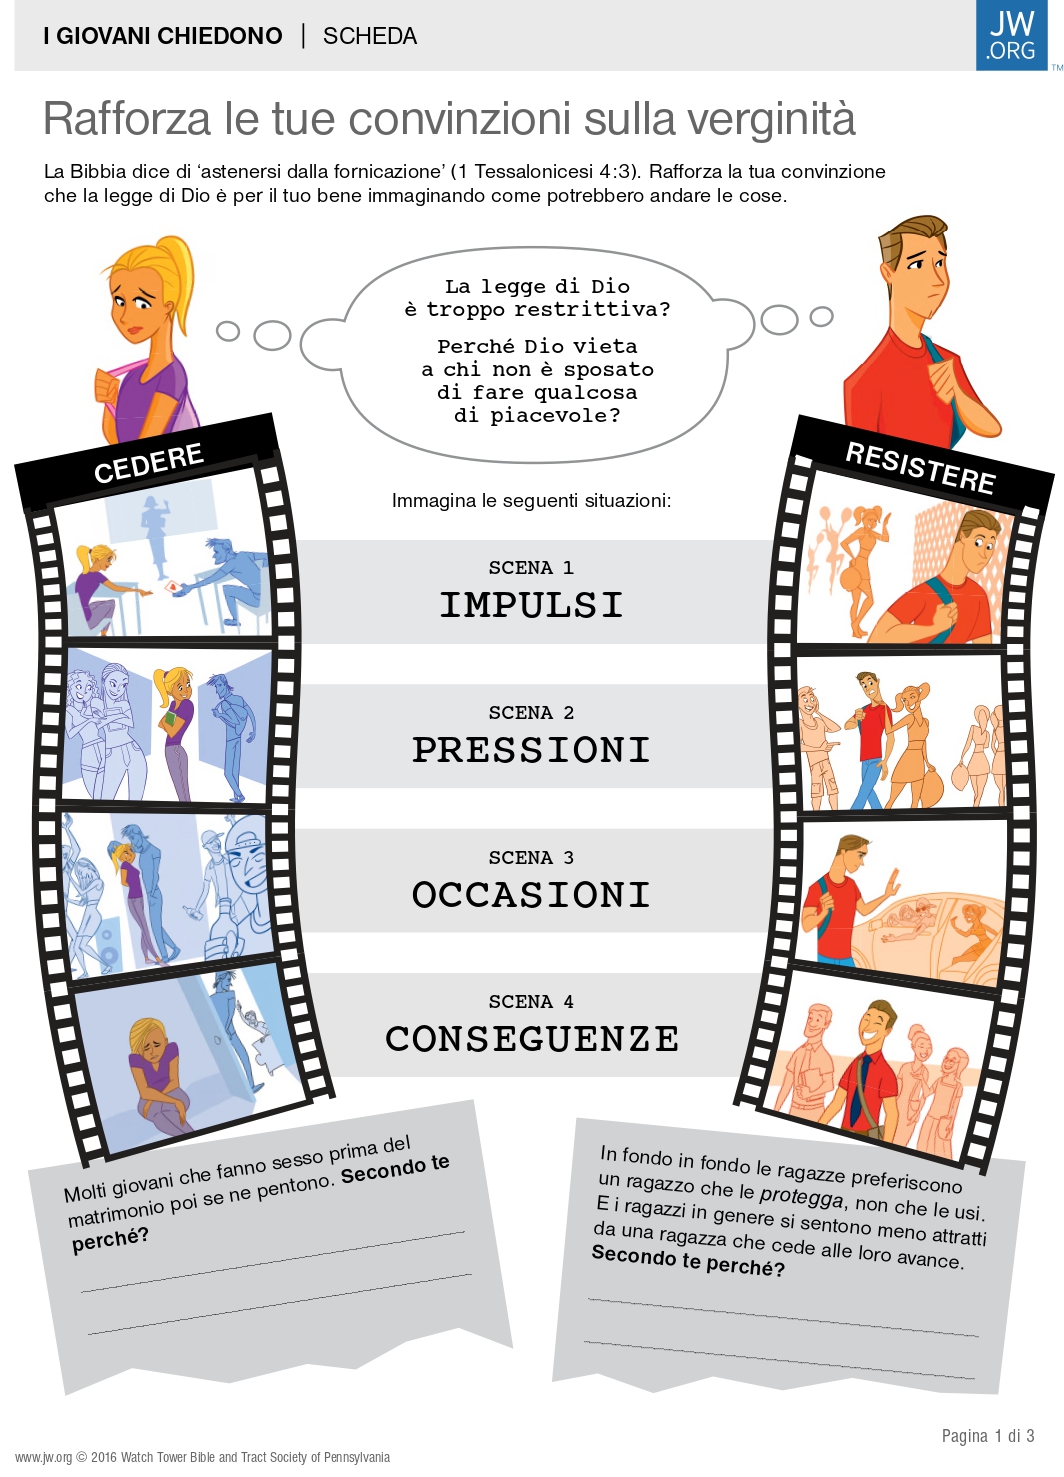 I GIOVANI CHIEDONO | SCHEDA
JW
.ORG
TM
Rafforza le tue convinzioni sulla verginità
La Bibbia dice di ‘astenersi dalla fornicazione’ (1 Tessalonicesi 4:3). Rafforza la tua convinzione
che la legge di Dio è per il tuo bene immaginando come potrebbero andare le cose.
La legge di Dio
è troppo restrittiva?
Perché Dio vieta
a chi non è sposato
di fare qualcosa
di piacevole?
CEDERE
RESISTERE
Immagina le seguenti situazioni:
SCENA 1
IMPULSI
SCENA 2
PRESSIONI
SCENA 3
OCCASIONI
SCENA 4
CONSEGUENZE
Molti giovani che fanno sesso prima del
matrimonio poi se ne pentono. Secondo te
perché?
In fondo in fondo le ragazze preferiscono
un ragazzo che le protegga, non che le usi.
E i ragazzi in genere si sentono meno attratti
da una ragazza che cede alle loro avance.
Secondo te perché?
Pagina 1 di 3
www.jw.org © 2016 Watch Tower Bible and Tract Society of Pennsylvania